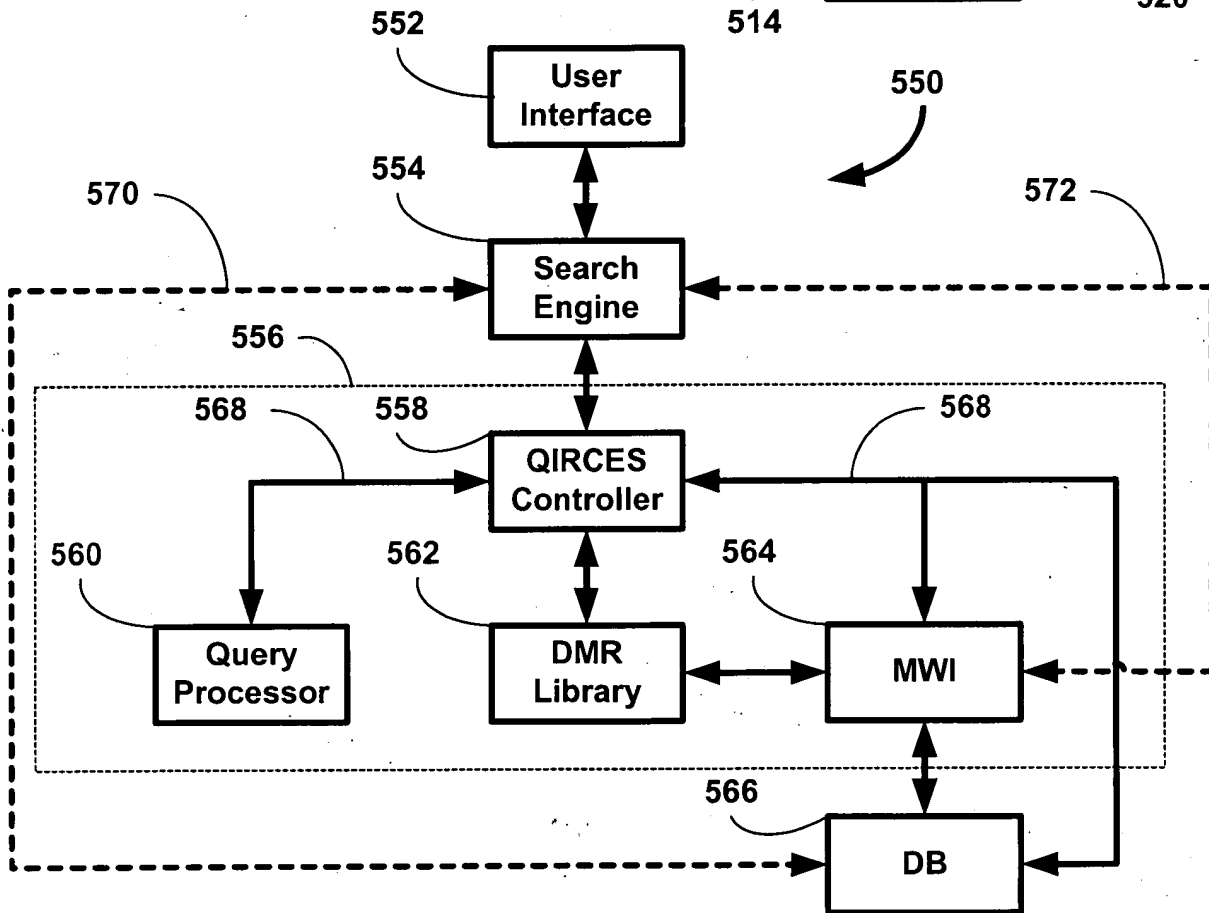 514
552
User
Interface
550
554
570
572
Search
Engine
556
568
558
568
QIRCES
Controller
560
562
564
Query
Processor
DMR
Library
MWI
566
DB